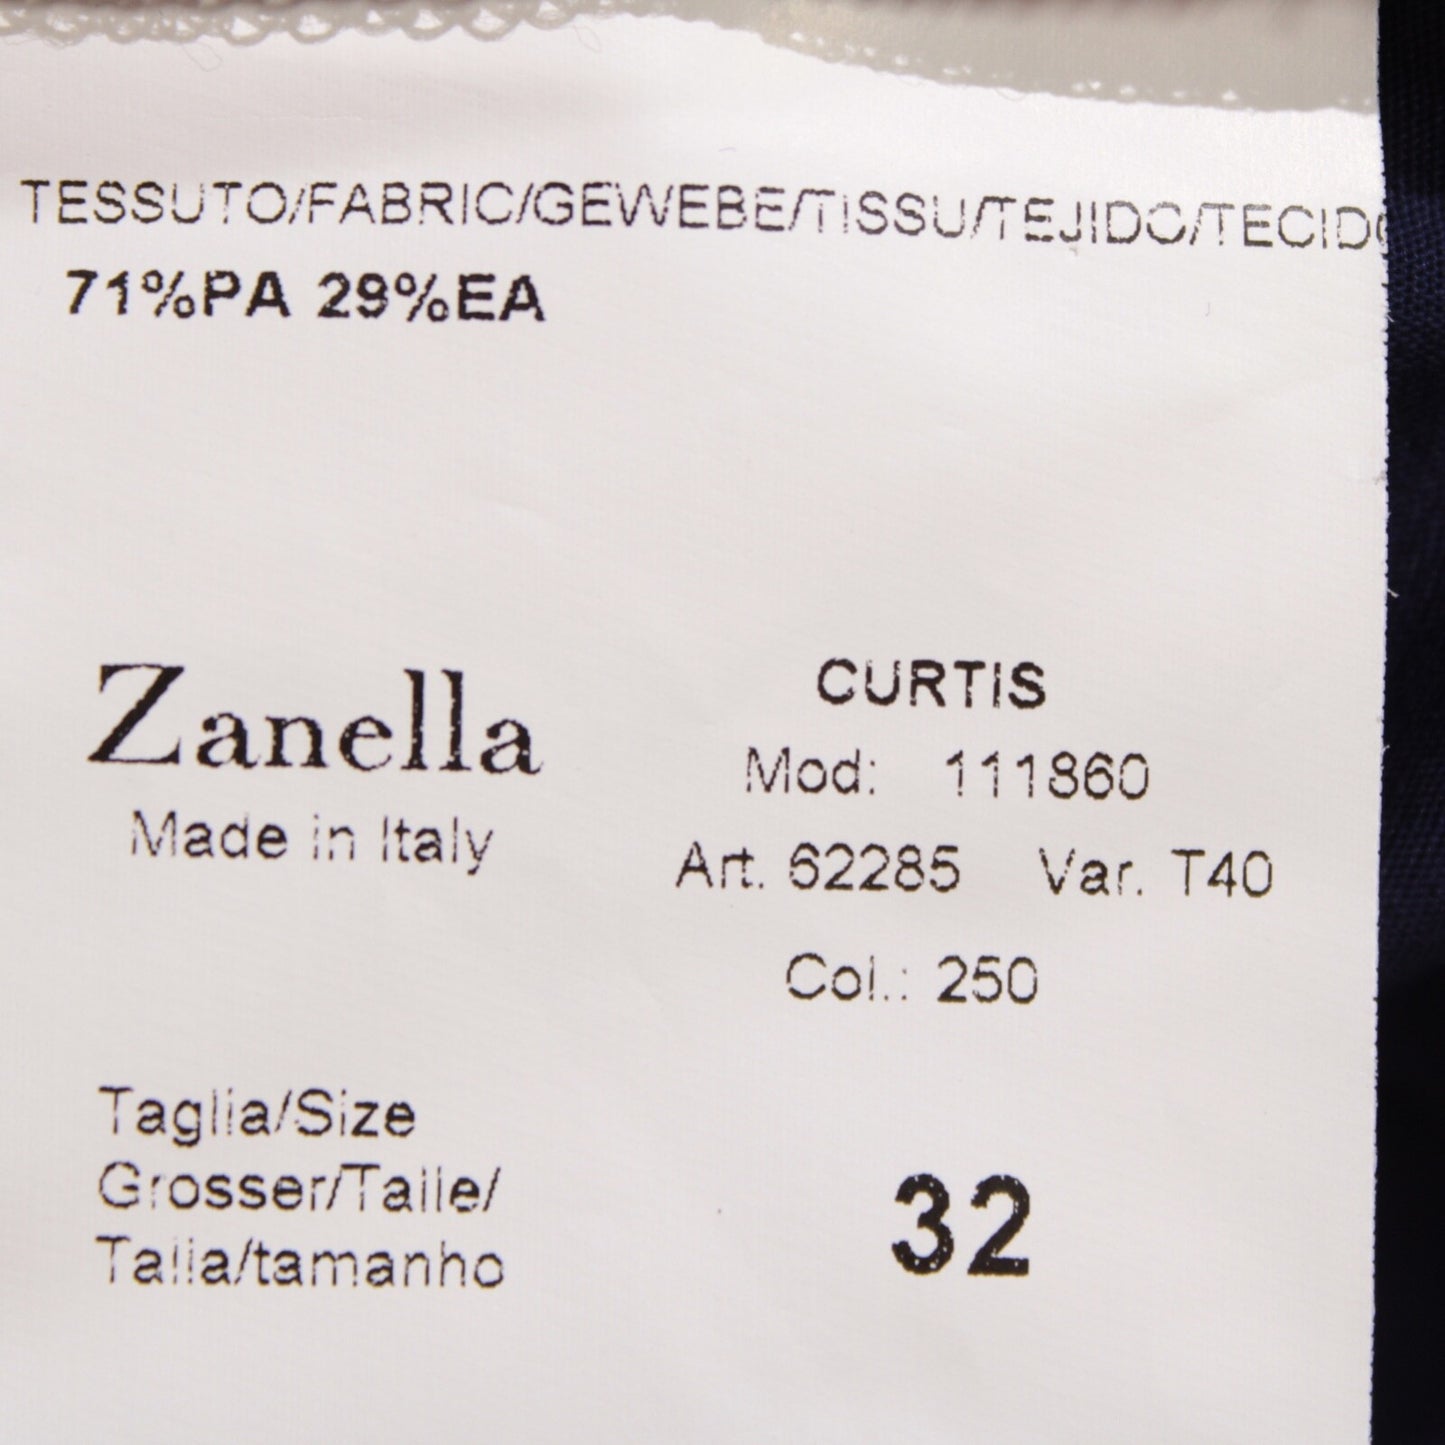 TESSUTO/FABRIC/GEWEBE/TISSU/TEJIDO/TECIDO
71%PA 29%EA
Zanella
Made in Italy
CURTIS
Mod: 111860
Art. 62285 Var. T40
Col.: 250
Taglia/Size
Grosser/Taille/
Talla/tamanho
32